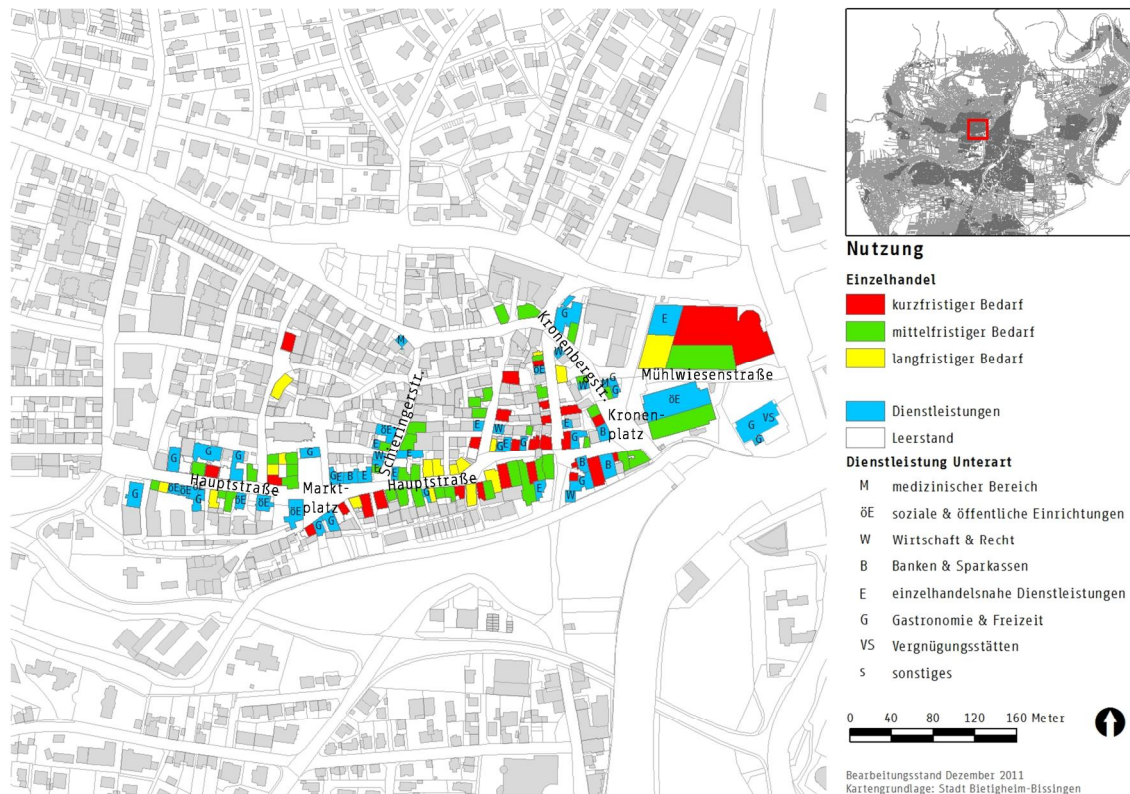 Nutzung
Einzelhandel
kurzfristiger Bedarf
mittelfristiger Bedarf
langfristiger Bedarf
Dienstleistungen
Leerstand
Dienstleistung Unterart
M medizinischer Bereich
öE soziale & öffentliche Einrichtungen
W Wirtschaft & Recht
B Banken & Sparkassen
E einzelhandelsnahe Dienstleistungen
G Gastronomie & Freizeit
VS Vergnügungsstätten
S sonstiges
0 40 80 120 160 Meter
Bearbeitungsstand Dezember 2011
Kartengrundlage: Stadt Bietigheim-Bissingen
Kronenbergstr.
Mühlwiesenstraße
Schieringerstr.
Kronen-
platz
Hauptstraße
Markt-
platz
Hauptstraße